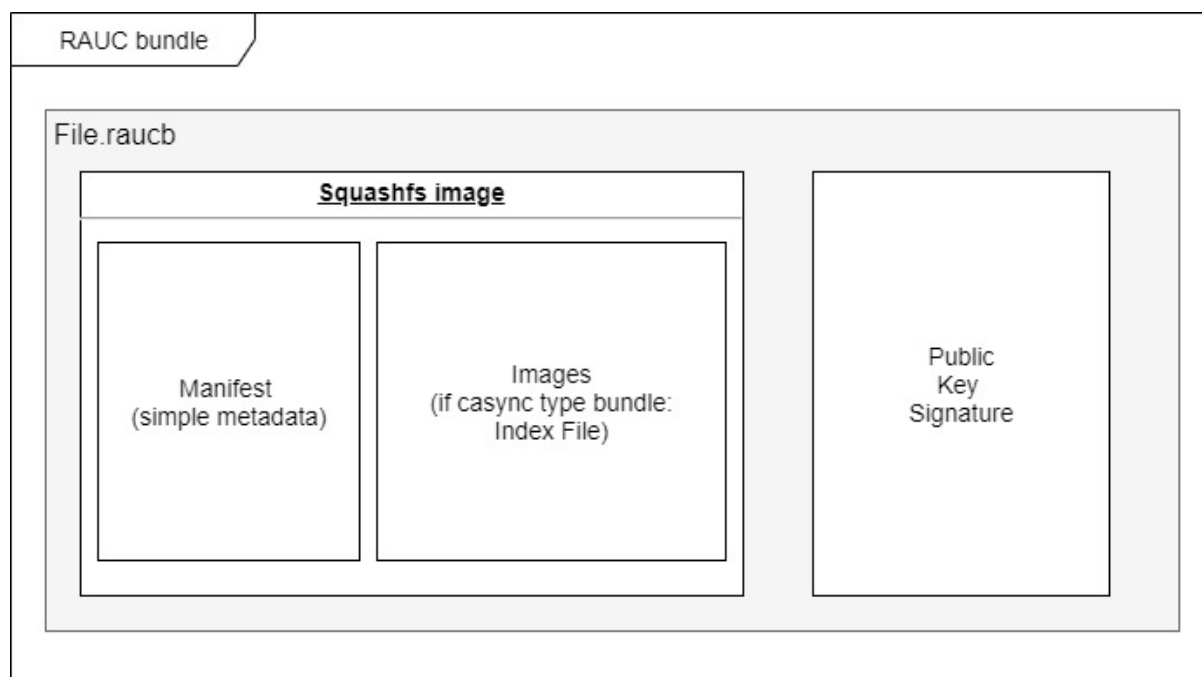 RAUC bundle
File.raucb
Squashfs image
Manifest
(simple metadata)
Images
(if casync type bundle:
Index File)
Public
Key
Signature